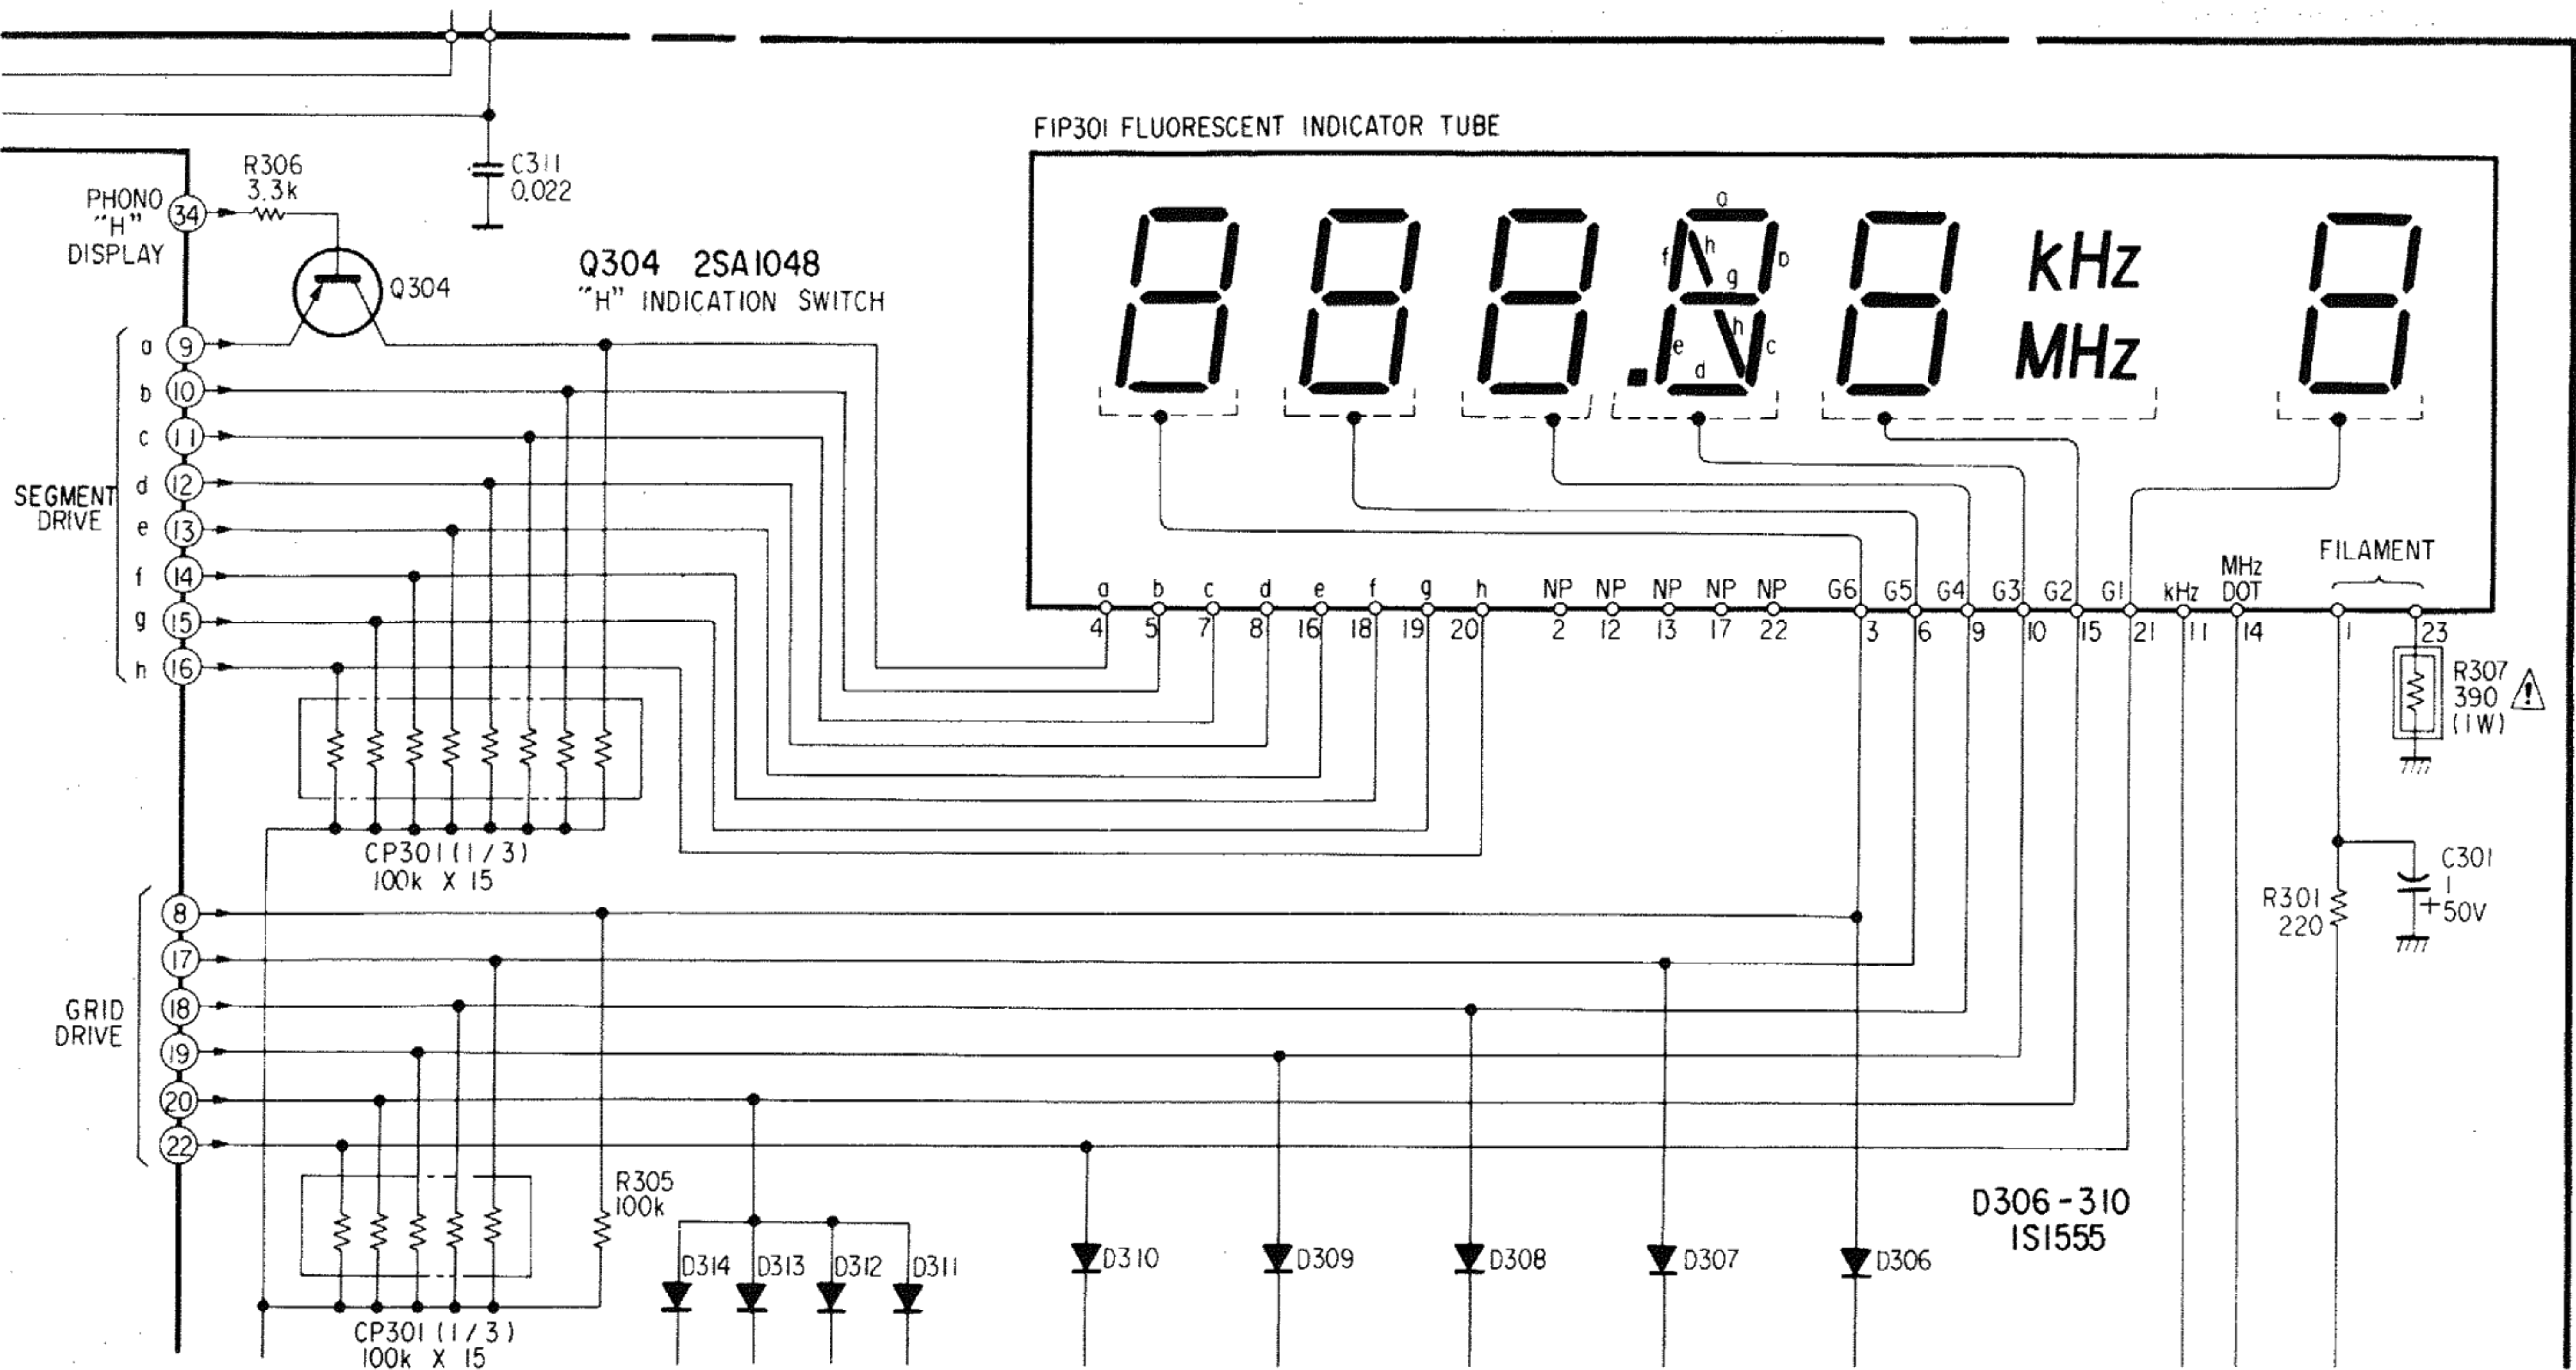 FIP301 FLUORESCENT INDICATOR TUBE
R306
3.3k
C311
0.022
PHONO
"H"
DISPLAY
34
Q304
Q304 2SA1048
"H" INDICATION SWITCH
a
f
h
b
g
h
e
c
d
kHz
MHz
SEGMENT
DRIVE
a 9
b 10
c 11
d 12
e 13
f 14
g 15
h 16
FILAMENT
a b c d e f g h NP NP NP NP NP G6 G5 G4 G3 G2 G1 kHz MHz DOT
4 5 7 8 16 18 19 20 2 12 13 17 22 3 6 9 10 15 21 11 14 1 23
R307
390
(1W)
!
CP301 (1/3)
100k X 15
C301
1
+
50V
R301
220
GRID
DRIVE
8
17
18
19
20
22
R305
100k
D306-310
1S1555
D314 D313 D312 D311 D310 D309 D308 D307 D306
CP301 (1/3)
100k X 15